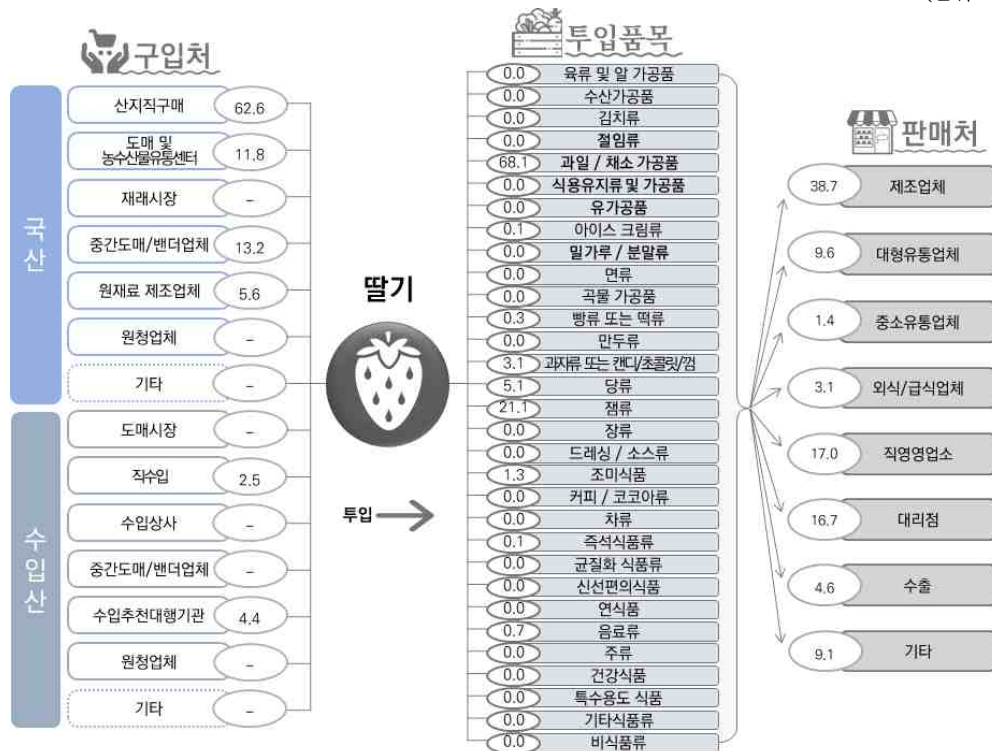 구입처
국산
산지직구매 62.6
도매 및
농수산물유통센터 11.8
재래시장 –
중간도매/밴더업체 13.2
원재료 제조업체 5.6
원청업체 –
기타 –
수입산
도매시장 –
직수입 2.5
수입상사 –
중간도매/밴더업체 –
수입추천대행기관 4.4
원청업체 –
기타 –
딸기
투입
투입품목
0.0 육류 및 알 가공품
0.0 수산가공품
0.0 김치류
0.0 절임류
68.1 과일 / 채소 가공품
0.0 식용유지류 및 가공품
0.0 유가공품
0.1 아이스 크림류
0.0 밀가루 / 분말류
0.0 면류
0.0 곡물 가공품
0.3 빵류 또는 떡류
0.0 만두류
3.1 과자류 또는 캔디/초콜릿/껌
5.1 당류
21.1 잼류
0.0 장류
0.0 드레싱 / 소스류
1.3 조미식품
0.0 커피 / 코코아류
0.0 차류
0.1 즉석식품류
0.0 균질화 식품류
0.0 신선편의식품
0.0 연식품
0.7 음료류
0.0 주류
0.0 건강식품
0.0 특수용도 식품
0.0 기타식품류
0.0 비식품류
판매처
38.7 제조업체
9.6 대형유통업체
1.4 중소유통업체
3.1 외식/급식업체
17.0 직영영업소
16.7 대리점
4.6 수출
9.1 기타